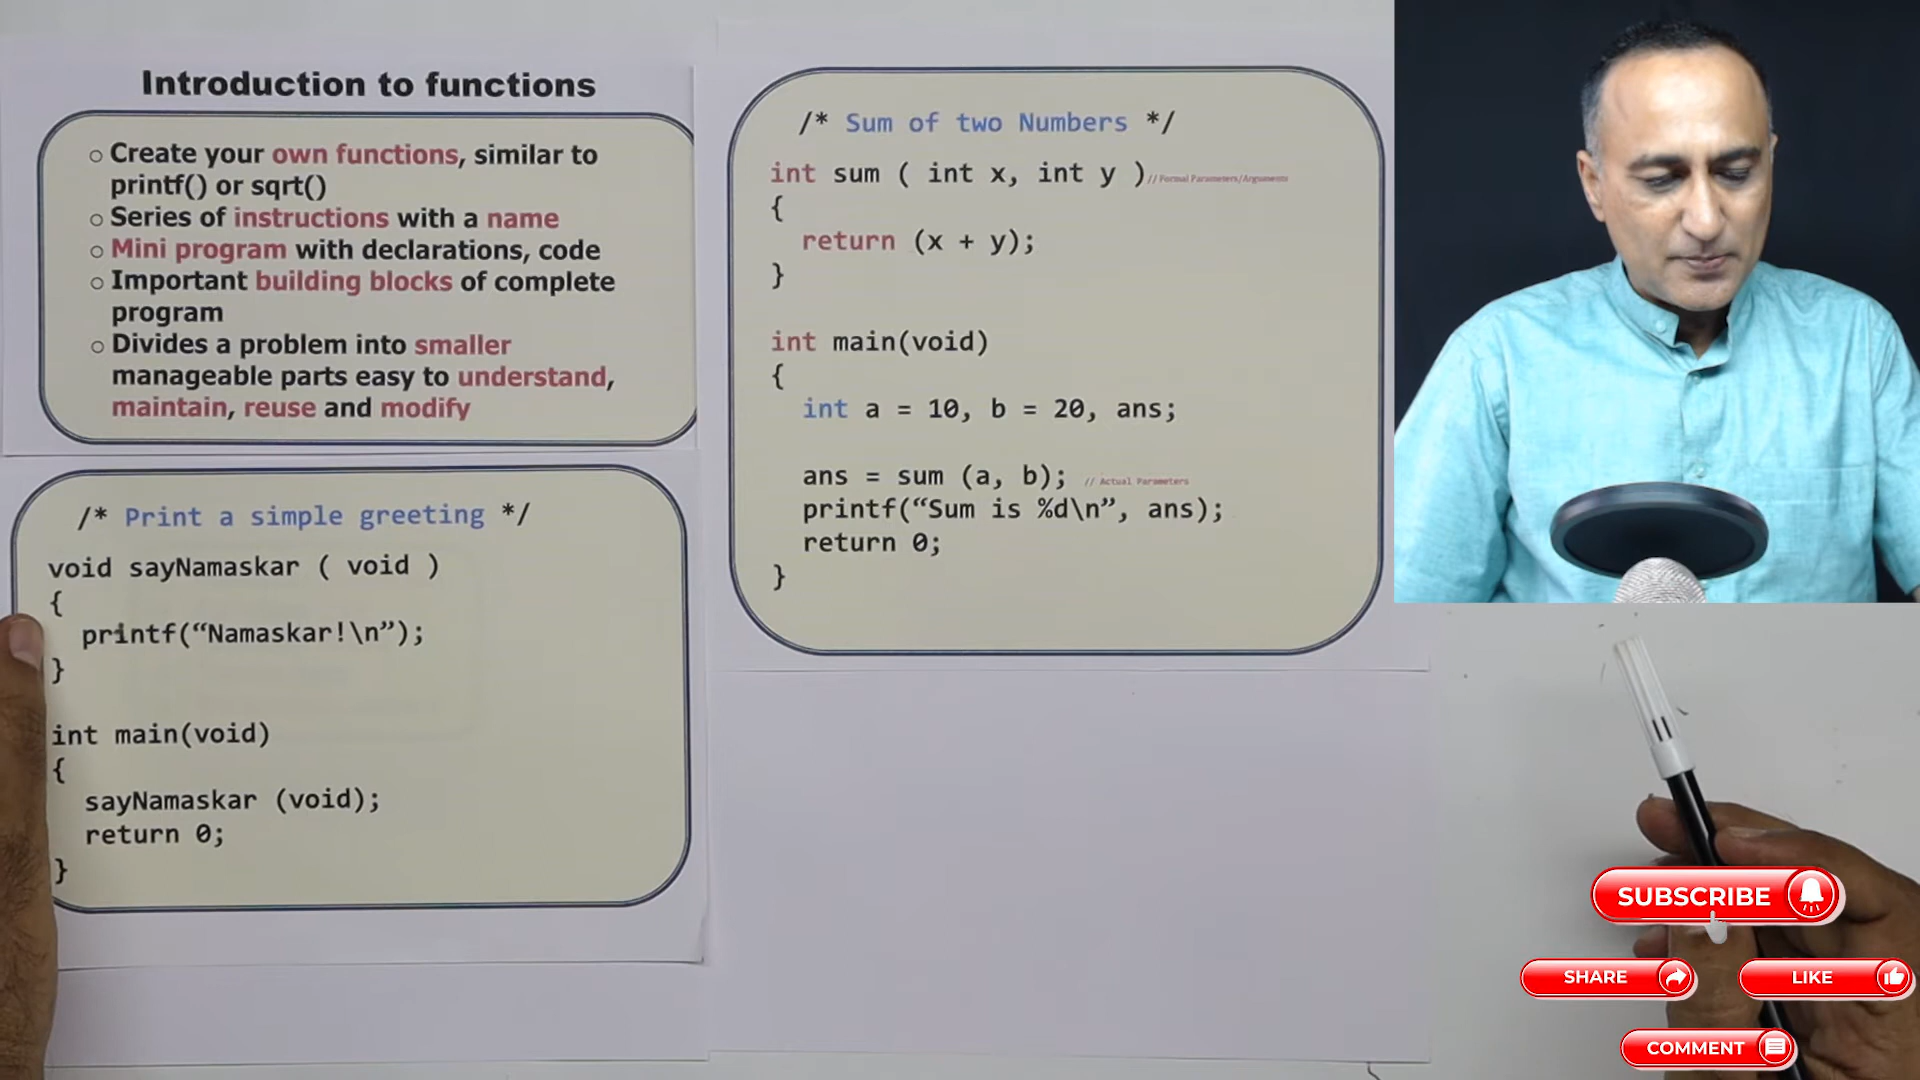 Introduction to functions
○ Create your own functions, similar to
printf() or sqrt()
○ Series of instructions with a name
○ Mini program with declarations, code
○ Important building blocks of complete
program
○ Divides a problem into smaller
manageable parts easy to understand,
maintain, reuse and modify
/* Print a simple greeting */
void sayNamaskar ( void )
{
printf(“Namaskar!\n”);
}
int main(void)
{
sayNamaskar (void);
return 0;
}
/* Sum of two Numbers */
int sum ( int x, int y ) // Formal Parameters/Arguments
{
return (x + y);
}
int main(void)
{
int a = 10, b = 20, ans;
ans = sum (a, b); // Actual Parameters
printf(“Sum is %d\n”, ans);
return 0;
}
SUBSCRIBE
SHARE
LIKE
COMMENT